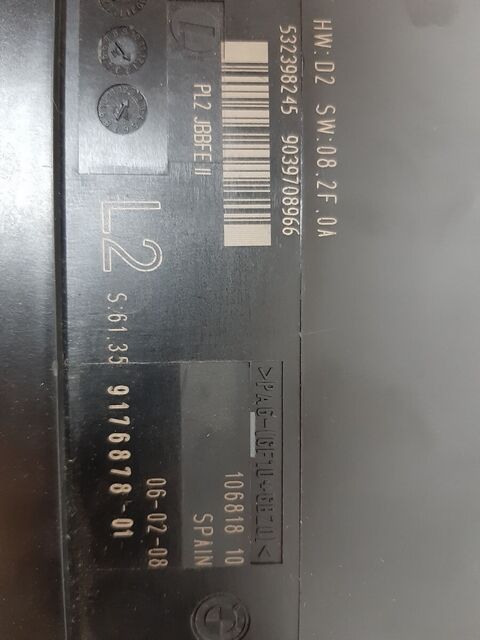 HW:D2 SW:08.2F.0A
532398245 9039708966
PL2 JBBFE II
L2 S:61.35 9176878-01
>PA6-(GF10+GB20)<
106818 10
SPAIN
06-02-08